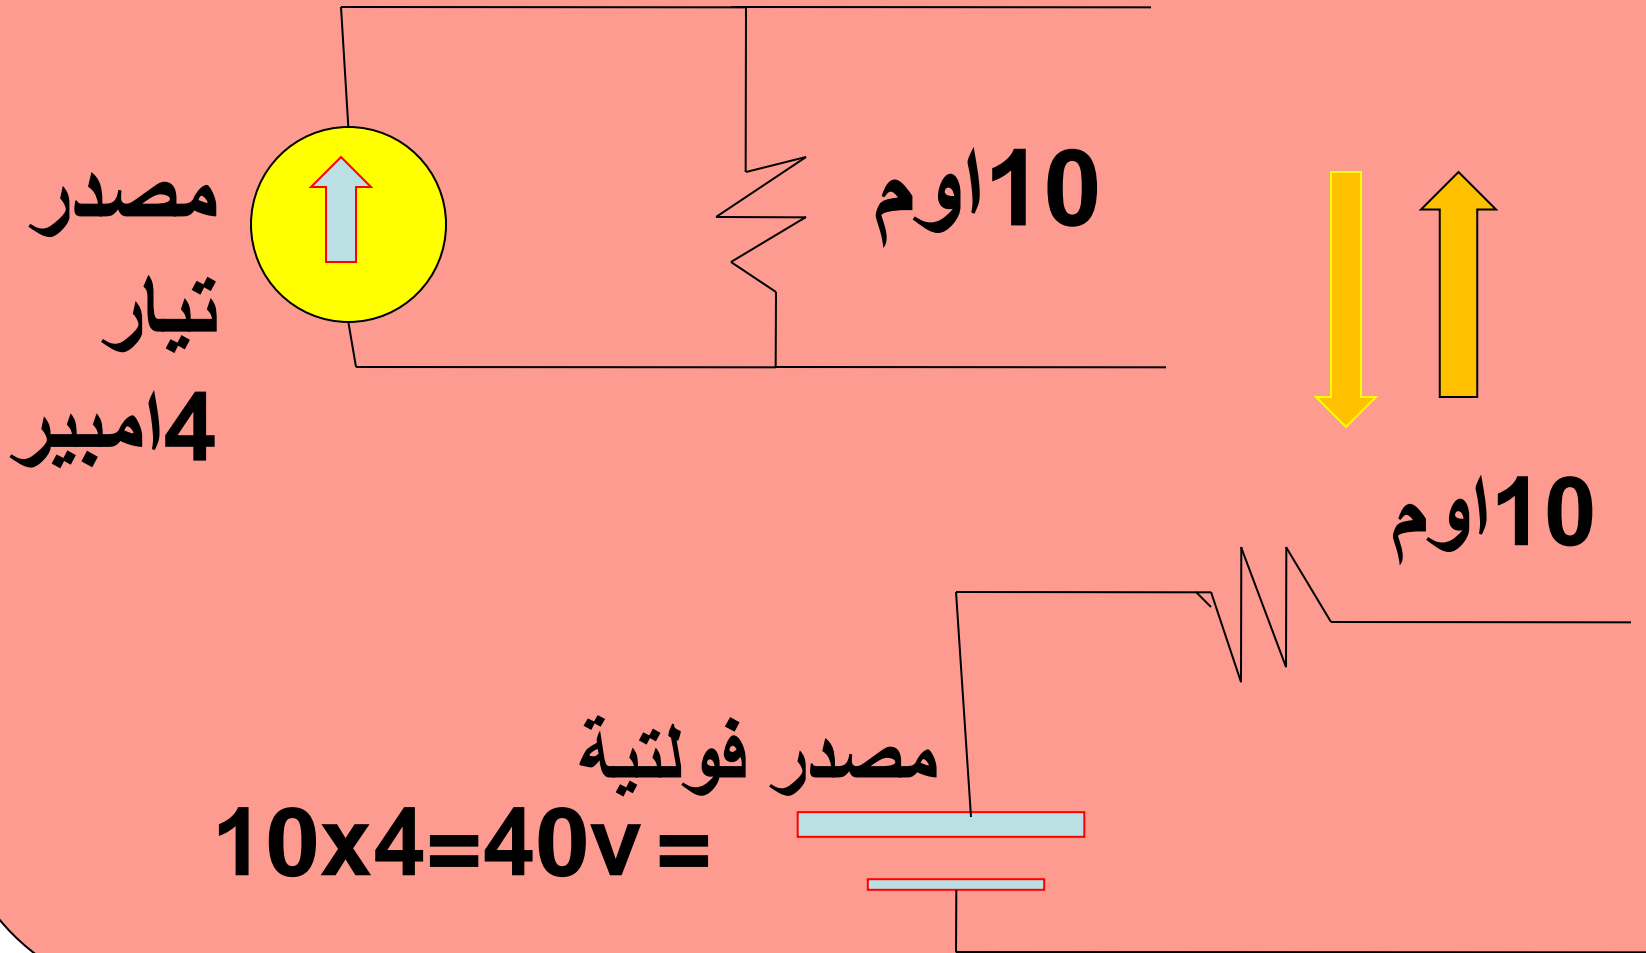 مصدر
تيار
4امبير
10اوم
10اوم
مصدر فولتية
10x4=40v =